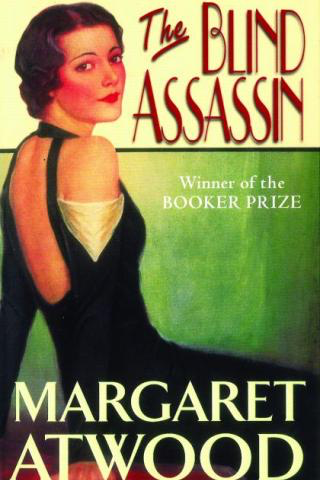 The BLIND
ASSASSIN
Winner of the
BOOKER PRIZE
MARGARET
ATWOOD